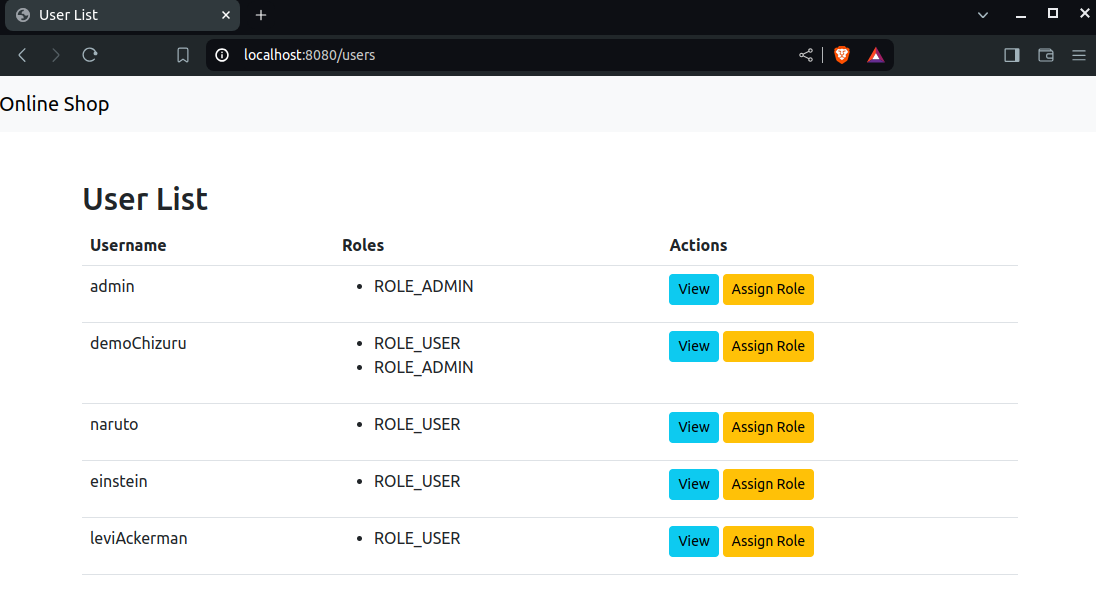 User List
localhost:8080/users
Online Shop
User List
Username Roles Actions
admin ROLE_ADMIN View Assign Role
demoChizuru ROLE_USER View Assign Role
ROLE_ADMIN
naruto ROLE_USER View Assign Role
einstein ROLE_USER View Assign Role
leviAckerman ROLE_USER View Assign Role